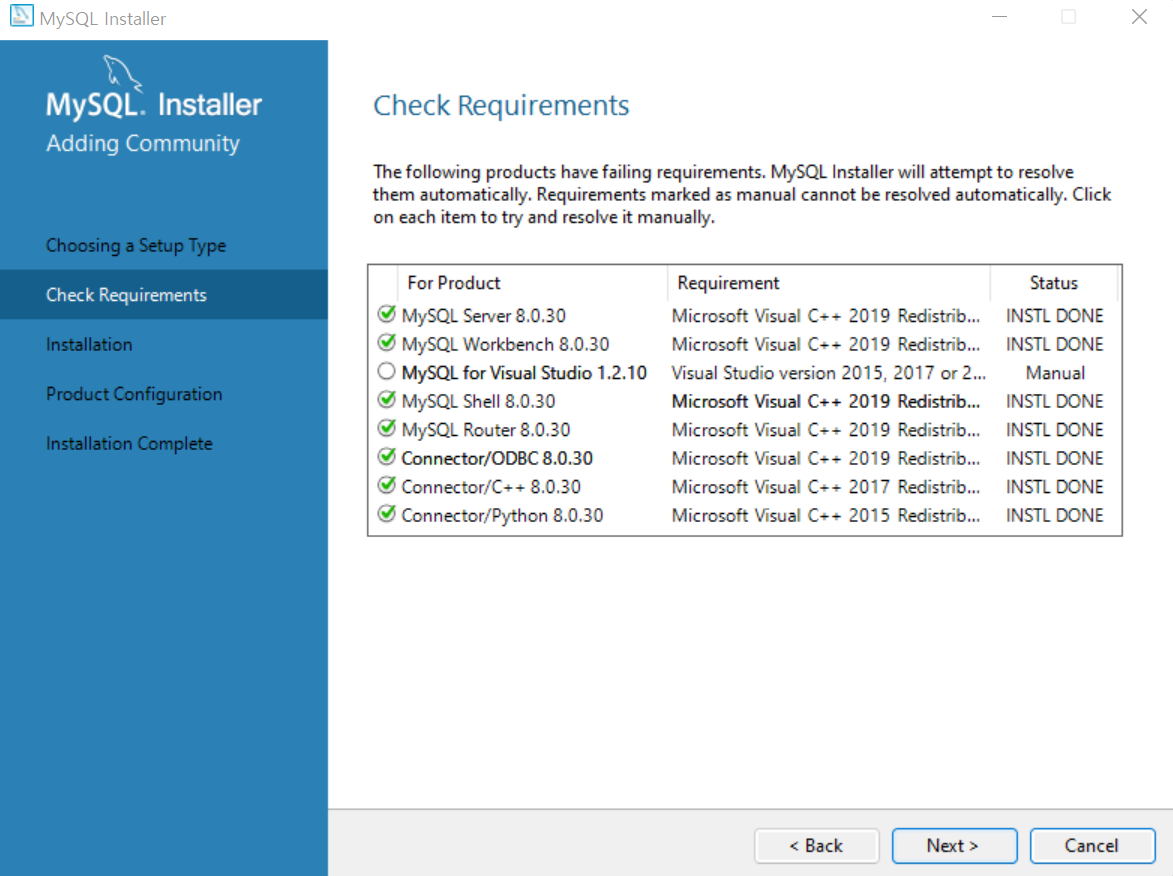 MySQL Installer
MySQL. Installer
Adding Community
Choosing a Setup Type
Check Requirements
Installation
Product Configuration
Installation Complete
Check Requirements
The following products have failing requirements. MySQL Installer will attempt to resolve
them automatically. Requirements marked as manual cannot be resolved automatically. Click
on each item to try and resolve it manually.
For Product Requirement Status
MySQL Server 8.0.30 Microsoft Visual C++ 2019 Redistrib... INSTL DONE
MySQL Workbench 8.0.30 Microsoft Visual C++ 2019 Redistrib... INSTL DONE
MySQL for Visual Studio 1.2.10 Visual Studio version 2015, 2017 or 2... Manual
MySQL Shell 8.0.30 Microsoft Visual C++ 2019 Redistrib... INSTL DONE
MySQL Router 8.0.30 Microsoft Visual C++ 2019 Redistrib... INSTL DONE
Connector/ODBC 8.0.30 Microsoft Visual C++ 2019 Redistrib... INSTL DONE
Connector/C++ 8.0.30 Microsoft Visual C++ 2017 Redistrib... INSTL DONE
Connector/Python 8.0.30 Microsoft Visual C++ 2015 Redistrib... INSTL DONE
< Back Next > Cancel